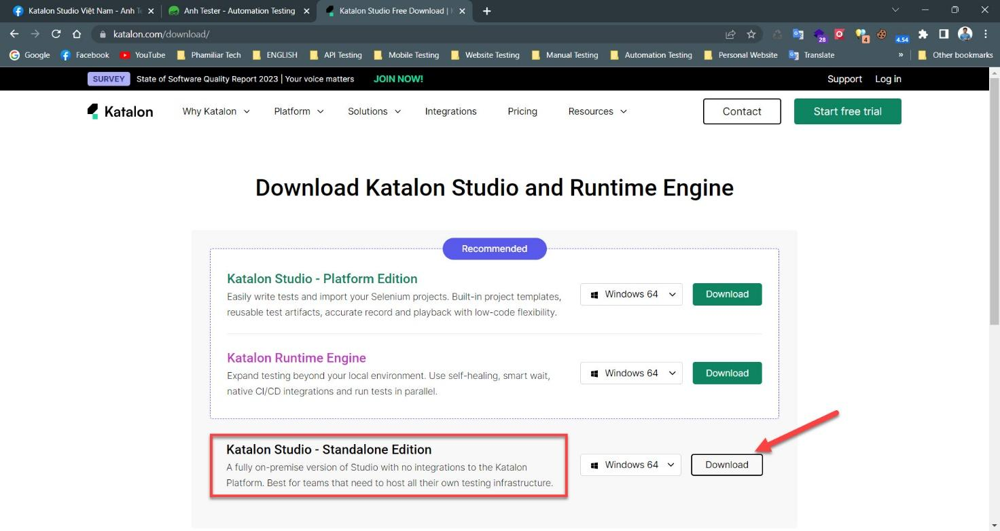 Katalon Studio Việt Nam - Anh Te
Anh Tester - Automation Testing
Katalon Studio Free Download |
katalon.com/download/
28
4
4.54
Google
Facebook
YouTube
Phamiliar Tech
ENGLISH
API Testing
Mobile Testing
Website Testing
Manual Testing
Automation Testing
Personal Website
Translate
»
Other bookmarks
SURVEY
State of Software Quality Report 2023 | Your voice matters
JOIN NOW!
Support
Log in
Katalon
Why Katalon
Platform
Solutions
Integrations
Pricing
Resources
Contact
Start free trial
Download Katalon Studio and Runtime Engine
Recommended
Katalon Studio - Platform Edition
Easily write tests and import your Selenium projects. Built-in project templates,
reusable test artifacts, accurate record and playback with low-code flexibility.
Windows 64
Download
Katalon Runtime Engine
Expand testing beyond your local environment. Use self-healing, smart wait,
native CI/CD integrations and run tests in parallel.
Windows 64
Download
Katalon Studio - Standalone Edition
A fully on-premise version of Studio with no integrations to the Katalon
Platform. Best for teams that need to host all their own testing infrastructure.
Windows 64
Download